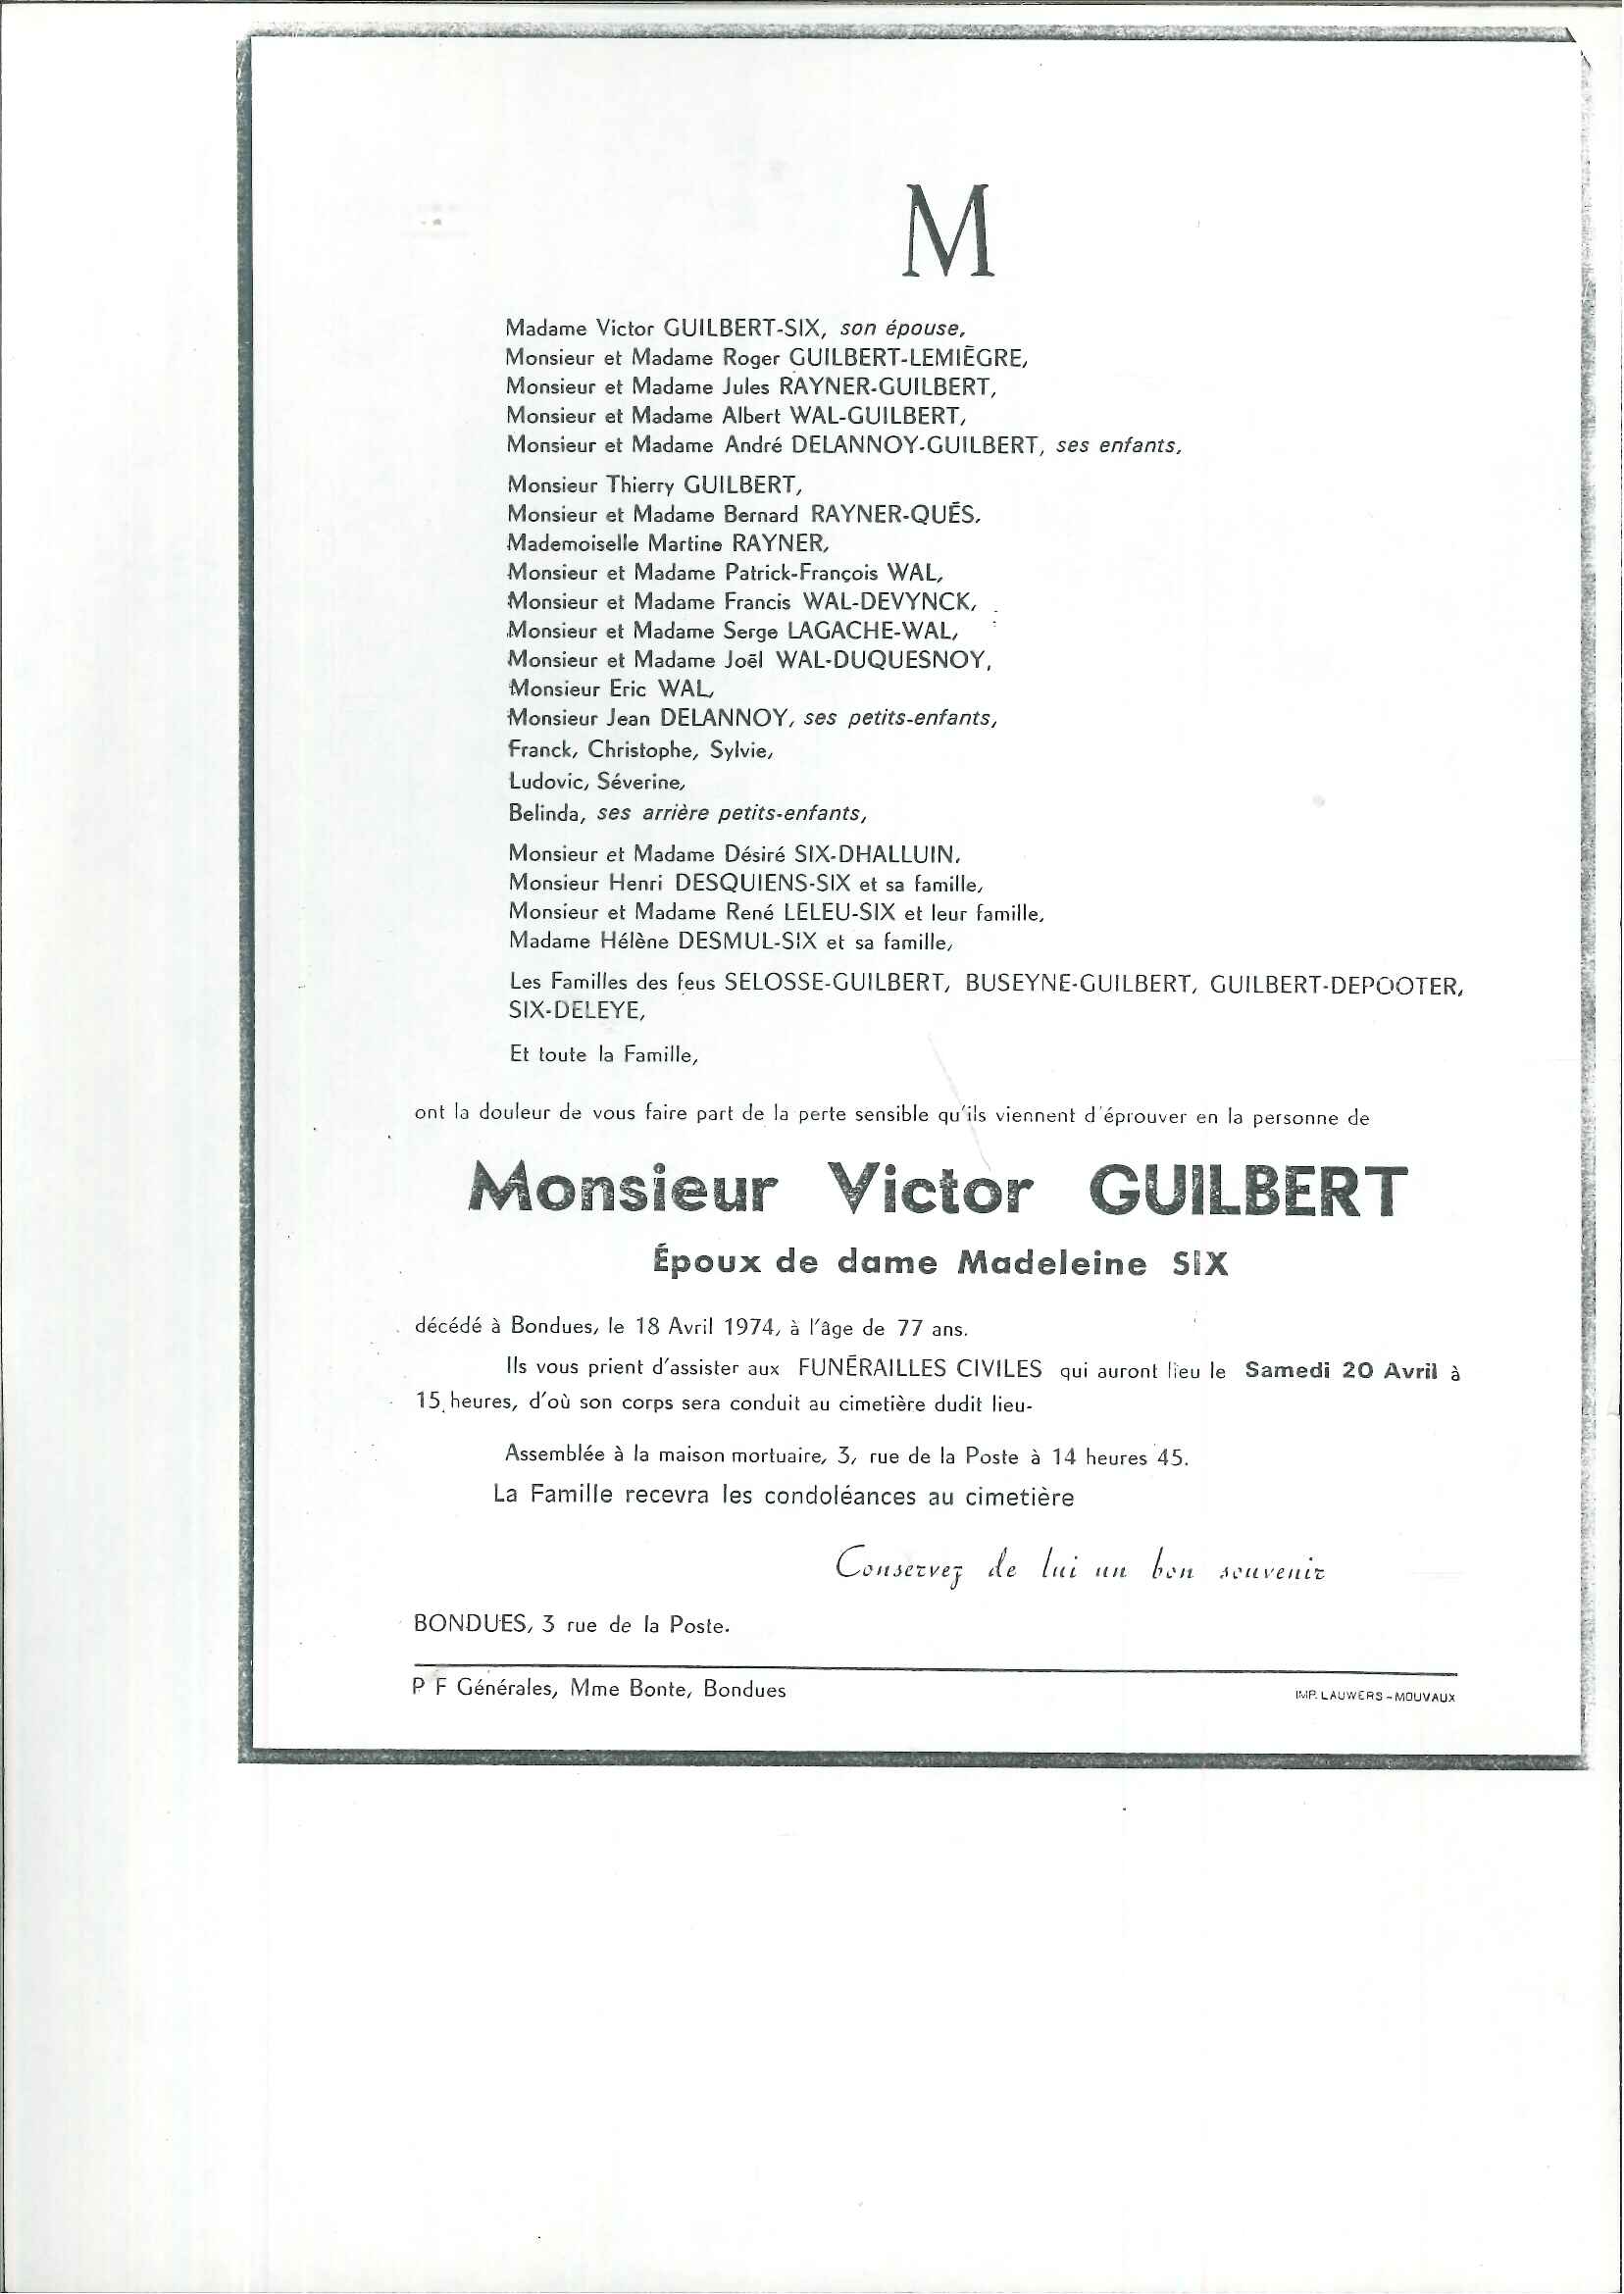 M
Madame Victor GUILBERT-SIX, son épouse,
Monsieur et Madame Roger GUILBERT-LEMIÈGRE,
Monsieur et Madame Jules RAYNER-GUILBERT,
Monsieur et Madame Albert WAL-GUILBERT,
Monsieur et Madame André DELANNOY-GUILBERT, ses enfants,
Monsieur Thierry GUILBERT,
Monsieur et Madame Bernard RAYNER-QUÉS,
Mademoiselle Martine RAYNER,
Monsieur et Madame Patrick-François WAL,
Monsieur et Madame Francis WAL-DEVYNCK,
Monsieur et Madame Serge LAGACHE-WAL,
Monsieur et Madame Joël WAL-DUQUESNOY,
Monsieur Eric WAL,
Monsieur Jean DELANNOY, ses petits-enfants,
Franck, Christophe, Sylvie,
Ludovic, Séverine,
Belinda, ses arrière petits-enfants,
Monsieur et Madame Désiré SIX-DHALLUIN,
Monsieur Henri DESQUIENS-SIX et sa famille,
Monsieur et Madame René LELEU-SIX et leur famille,
Madame Hélène DESMUL-SIX et sa famille,
Les Familles des feus SELOSSE-GUILBERT, BUSEYNE-GUILBERT, GUILBERT-DEPOOTER,
SIX-DELEYE,
Et toute la Famille,
ont la douleur de vous faire part de la perte sensible qu'ils viennent d'éprouver en la personne de
Monsieur Victor GUILBERT
Époux de dame Madeleine SIX
décédé à Bondues, le 18 Avril 1974, à l'âge de 77 ans.
Ils vous prient d'assister aux FUNÉRAILLES CIVILES qui auront lieu le Samedi 20 Avril à
15 heures, d'où son corps sera conduit au cimetière dudit lieu-
Assemblée à la maison mortuaire, 3, rue de la Poste à 14 heures 45.
La Famille recevra les condoléances au cimetière
Conservez de lui un bon souvenir
BONDUES, 3 rue de la Poste.
P F Générales, Mme Bonte, Bondues
IMP. LAUWERS - MOUVAUX